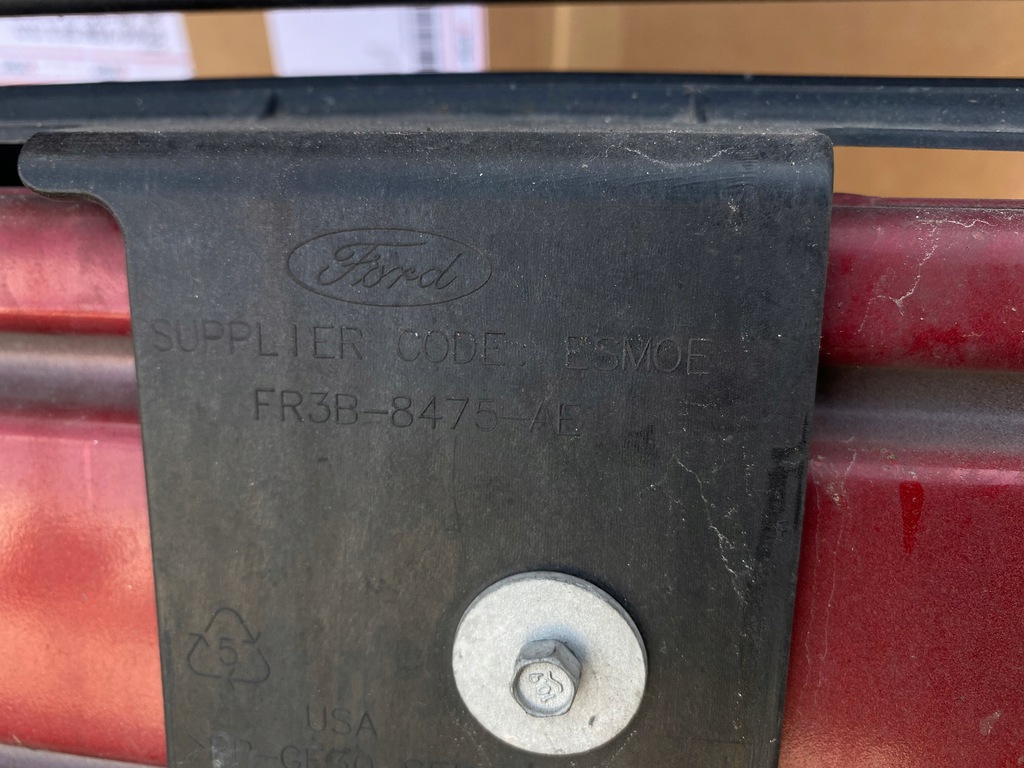 Ford
SUPPLIER CODE: ESMOE
FR3B-8475-AE
5
USA